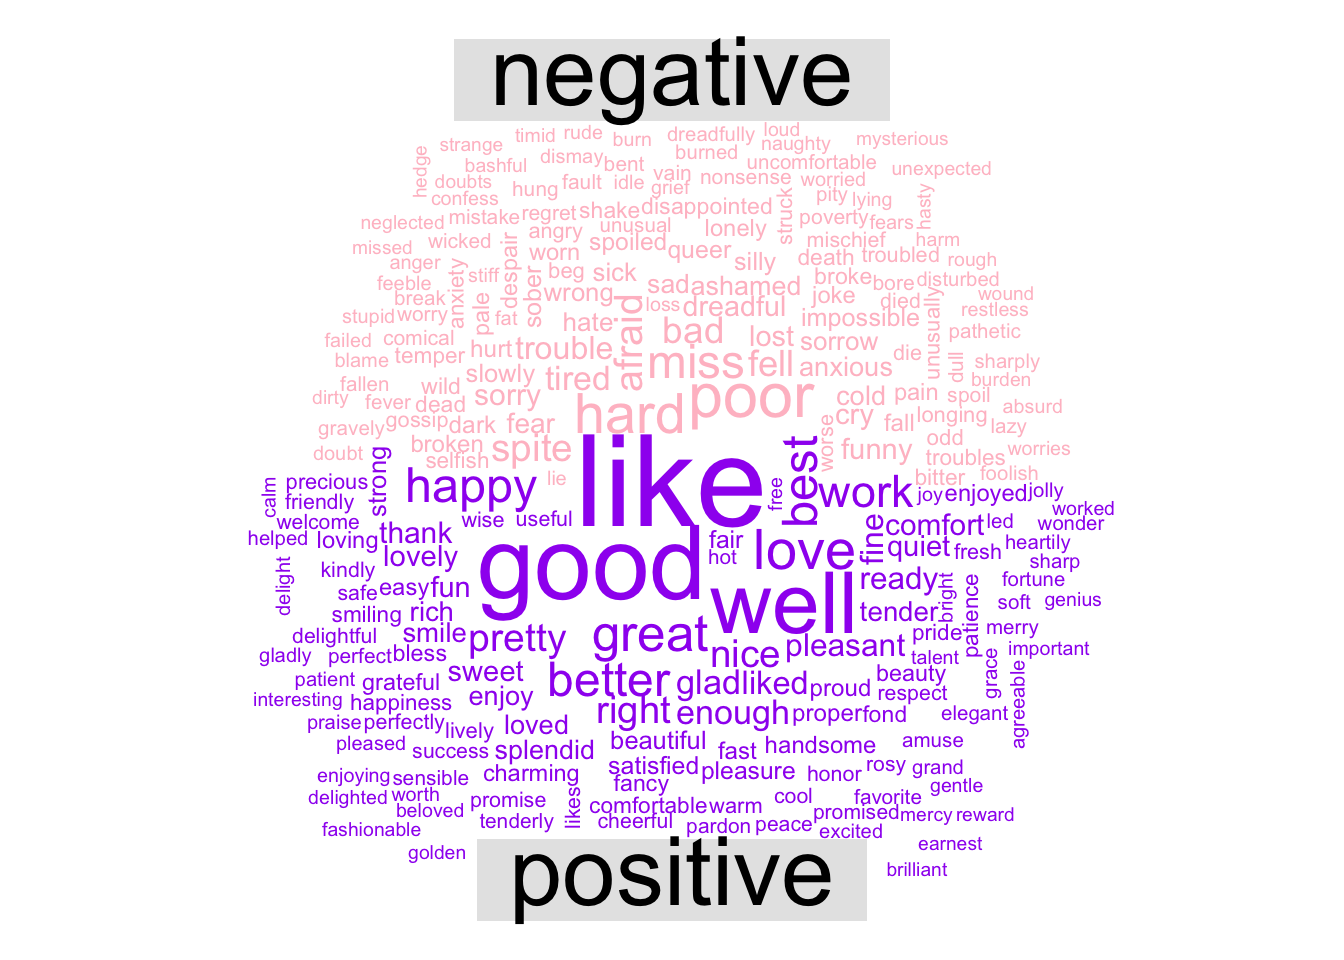 negative
strange timid rude burn dreadfully loud naughty mysterious
hedge bashful dismay bent burned uncomfortable unexpected
doubts hung fault idle vain grief nonsense worried
confess pity lying hasty
neglected mistake regret shake disappointed struck poverty fears
missed wicked angry unusual lonely mischief harm
anger despair worn spoiled queer silly death troubled rough
feeble anxiety stiff beg sick sad ashamed broke bore disturbed
break pale sober wrong loss dreadful joke died wound
stupid worry fat hate afraid bad impossible unusually restless
failed comical hurt trouble lost sorrow pathetic
blame temper slowly tired miss fell anxious die dull sharply
fallen wild sorry poor cold pain spoil burden
dirty fever dead hard cry fall longing absurd
gravely gossip dark fear worse odd lazy
doubt broken spite funny troubles worries
selfish lie bitter foolish
like
calm precious strong happy best work joy enjoyed jolly
friendly free worked
welcome thank wise useful fine comfort led wonder
helped loving lovely good fair love quiet fresh heartily
kindly hot sharp
delight safe easy fun well ready bright patience fortune
smiling rich tender soft genius
delightful smile pretty great pride merry
gladly perfect bless nice pleasant talent important
patient grateful sweet better glad liked proud beauty grace
interesting happiness enjoy respect agreeable
praise perfectly lively loved right enough proper fond elegant
pleased success splendid beautiful fast handsome amuse
enjoying sensible charming satisfied pleasure honor rosy grand
delighted worth fancy gentle
beloved promise likes comfortable warm cool favorite
fashionable tenderly cheerful pardon peace promised mercy reward
excited
golden earnest
brilliant
positive